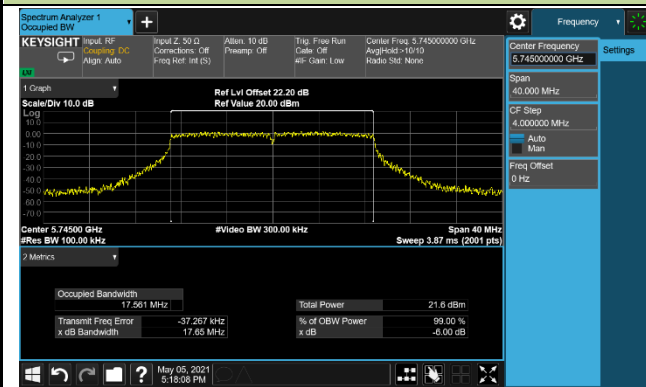 Spectrum Analyzer 1
Occupied BW
+
Frequency
KEYSIGHT
Input: RF
Coupling: DC
Align: Auto
Input Z: 50 Ω
Corrections: Off
Freq Ref: Int (S)
Atten: 10 dB
Preamp: Off
Trig: Free Run
Gate: Off
#IF Gain: Low
Center Freq: 5.745000000 GHz
Avg|Hold:>10/10
Radio Std: None
LXI
Center Frequency
5.745000000 GHz
Settings
Span
40.000 MHz
CF Step
4.000000 MHz
Auto
Man
Freq Offset
0 Hz
1 Graph
Scale/Div 10.0 dB
Ref Lvl Offset 22.20 dB
Ref Value 20.00 dBm
Log
10.0
0.00
-10.0
-20.0
-30.0
-40.0
-50.0
-60.0
-70.0
Center 5.74500 GHz
#Video BW 300.00 kHz
Span 40 MHz
#Res BW 100.00 kHz
Sweep 3.87 ms (2001 pts)
2 Metrics
Occupied Bandwidth
17.561 MHz
Total Power 21.6 dBm
Transmit Freq Error -37.267 kHz
% of OBW Power 99.00 %
x dB Bandwidth 17.65 MHz
x dB -6.00 dB
?
May 05, 2021
5:18:08 PM